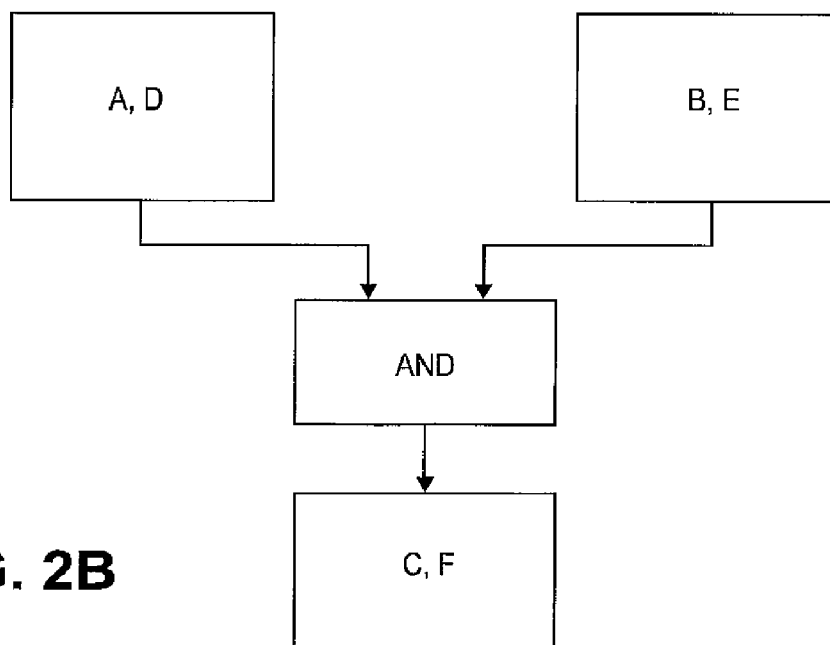 A, D
B, E
AND
C, F
. 2B